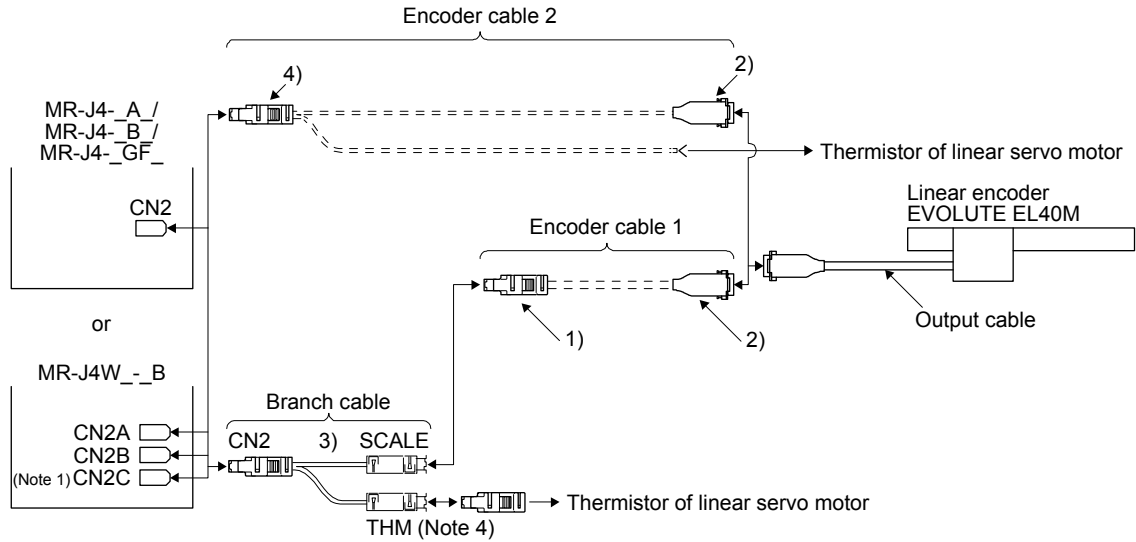 Encoder cable 2
4)
2)
MR-J4-_A_/
MR-J4-_B_/
MR-J4-_GF_
CN2
Thermistor of linear servo motor
Linear encoder
EVOLUTE EL40M
Encoder cable 1
1)
2)
Output cable
or
MR-J4W_-_B
CN2A
CN2B
(Note 1) CN2C
Branch cable
CN2 3) SCALE
Thermistor of linear servo motor
THM (Note 4)